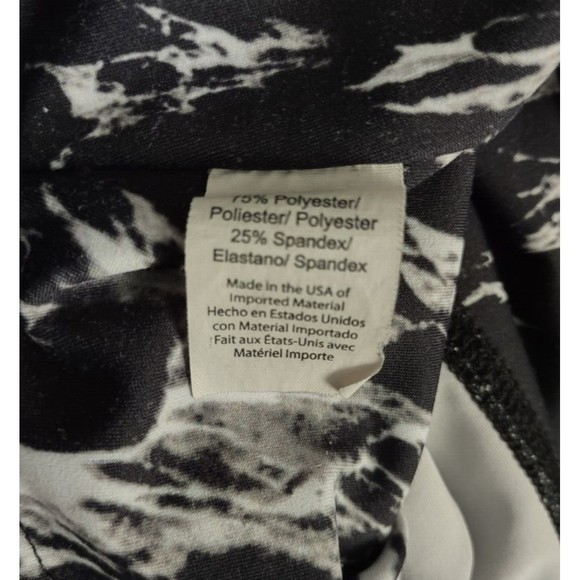 75% Polyester/
Poliester/ Polyester
25% Spandex/
Elastano/ Spandex
Made in the USA of
Imported Material
Hecho en Estados Unidos
con Material Importado
Fait aux États-Unis avec
Matériel Importe